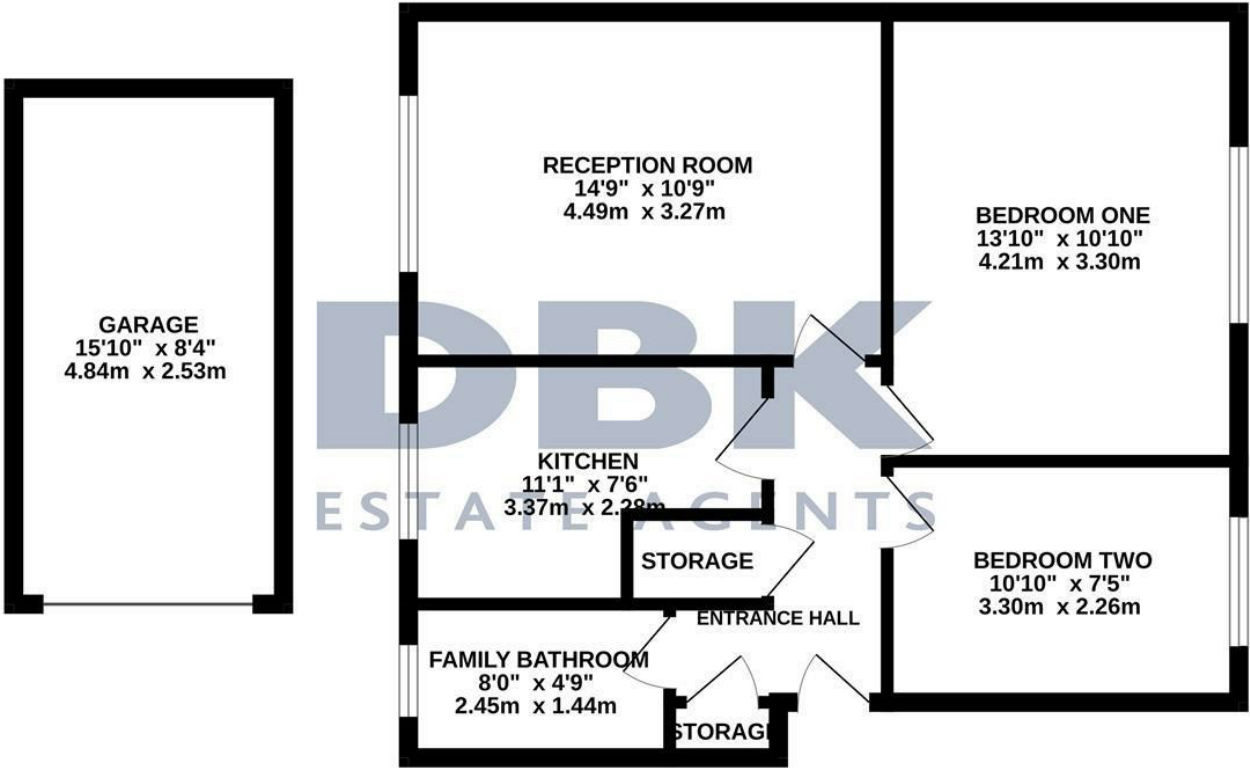 RECEPTION ROOM
14'9" x 10'9"
4.49m x 3.27m
BEDROOM ONE
13'10" x 10'10"
4.21m x 3.30m
GARAGE
15'10" x 8'4"
4.84m x 2.53m
DBK
ESTATE AGENTS
KITCHEN
11'1" x 7'6"
3.37m x 2.28m
STORAGE
BEDROOM TWO
10'10" x 7'5"
3.30m x 2.26m
ENTRANCE HALL
FAMILY BATHROOM
8'0" x 4'9"
2.45m x 1.44m
STORAGE